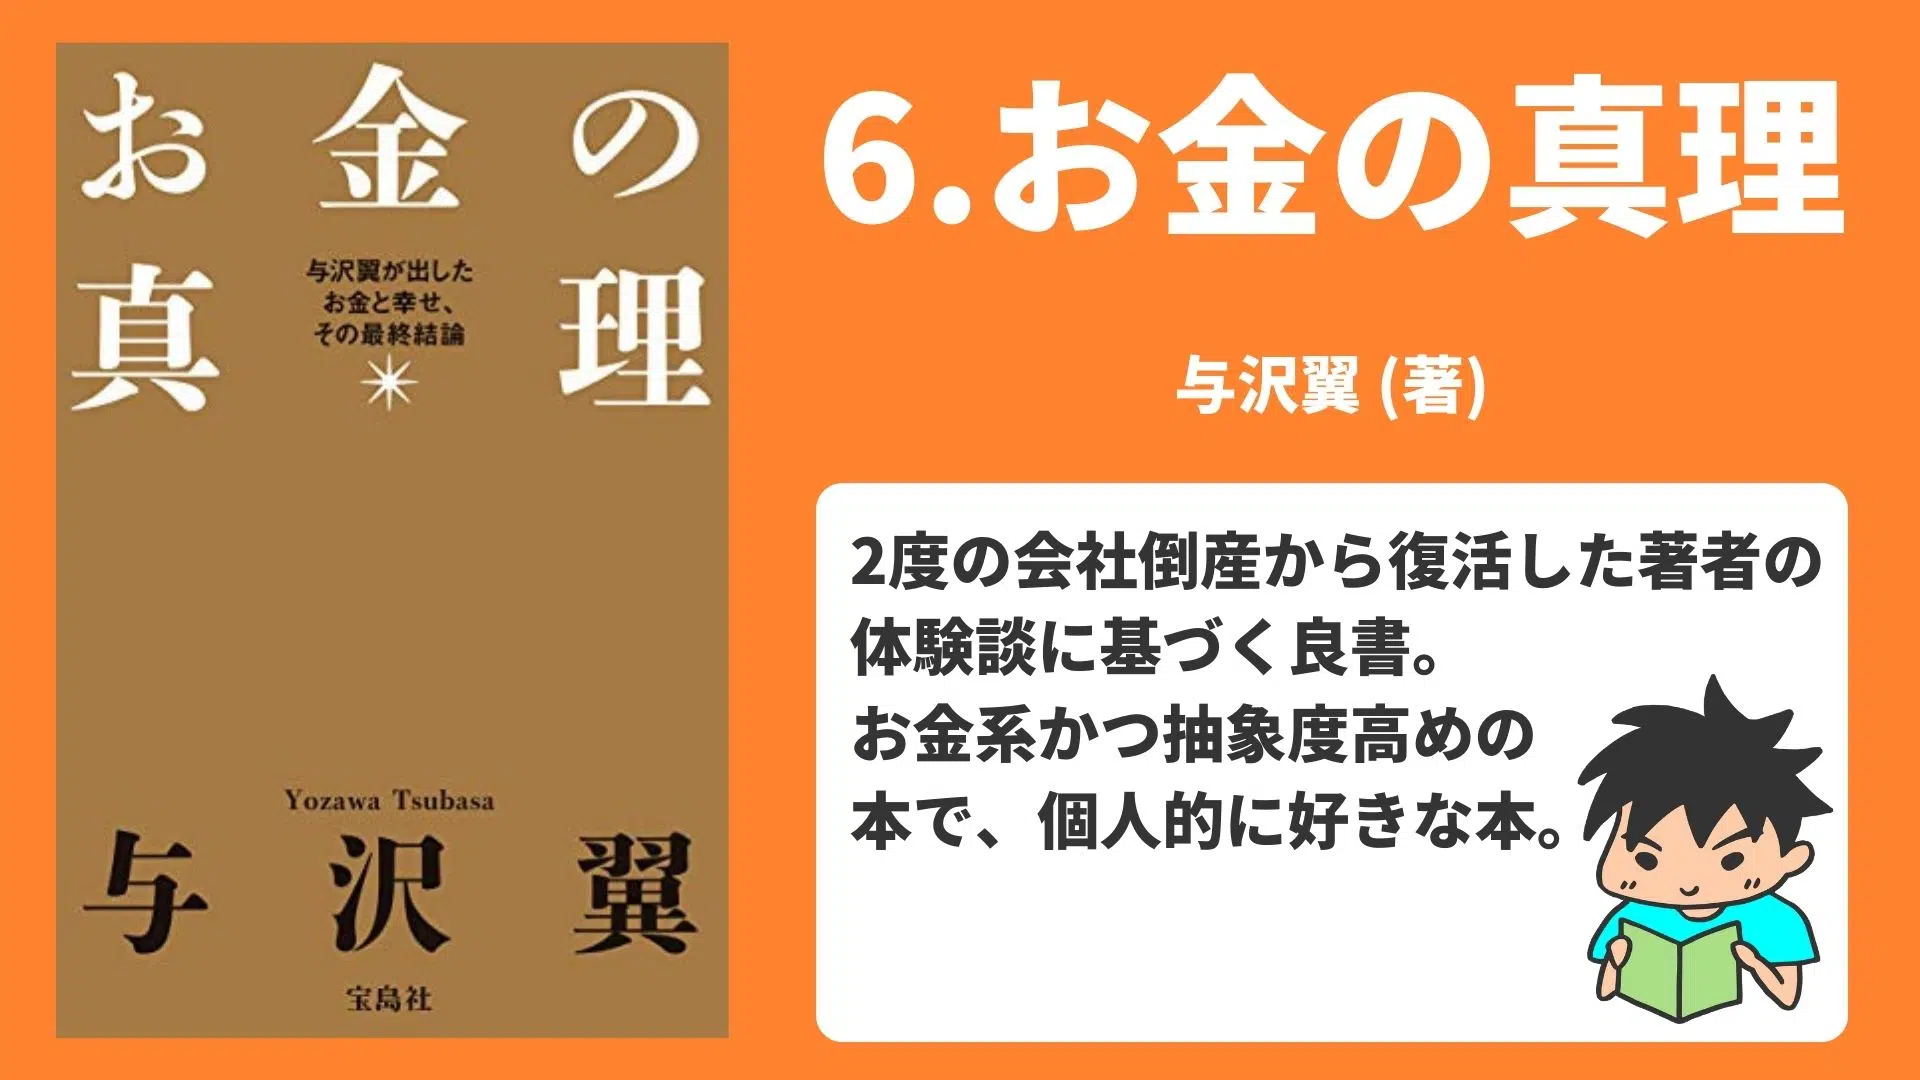 お金の
真理
与沢翼が出した
お金と幸せ、
その最終結論
Yozawa Tsubasa
与沢翼
宝島社
6.お金の真理
与沢翼 (著)
2度の会社倒産から復活した著者の
体験談に基づく良書。
お金系かつ抽象度高めの
本で、個人的に好きな本。